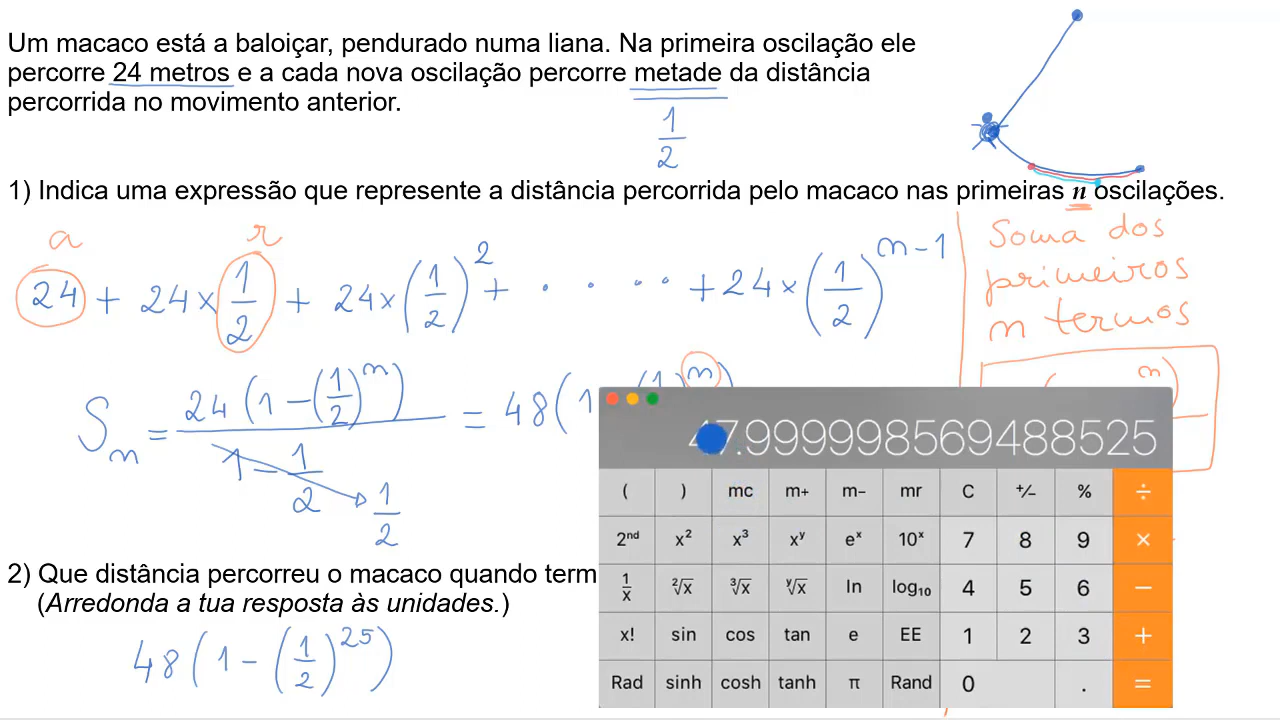 Um macaco está a baloiçar, pendurado numa liana. Na primeira oscilação ele
percorre 24 metros e a cada nova oscilação percorre metade da distância
percorrida no movimento anterior.
1/2
1) Indica uma expressão que represente a distância percorrida pelo macaco nas primeiras n oscilações.
a r
24 + 24 × 1/2 + 24 × (1/2)^2 + · · · · · + 24 × (1/2)^(n-1)
Soma dos
primeiros
n termos
S_n = 24 (1 - (1/2)^n) / (1 - 1/2) = 48 (1
n
n
1/2
47.9999998569488525
( ) mc m+ m- mr C +/− % ÷
2nd x² x³ xʸ eˣ 10ˣ 7 8 9 ×
1/x ²√x ³√x ʸ√x ln log₁₀ 4 5 6 −
x! sin cos tan e EE 1 2 3 +
Rad sinh cosh tanh π Rand 0 . =
2) Que distância percorreu o macaco quando
(Arredonda a tua resposta às unidades.)
48 (1 - (1/2)^25)